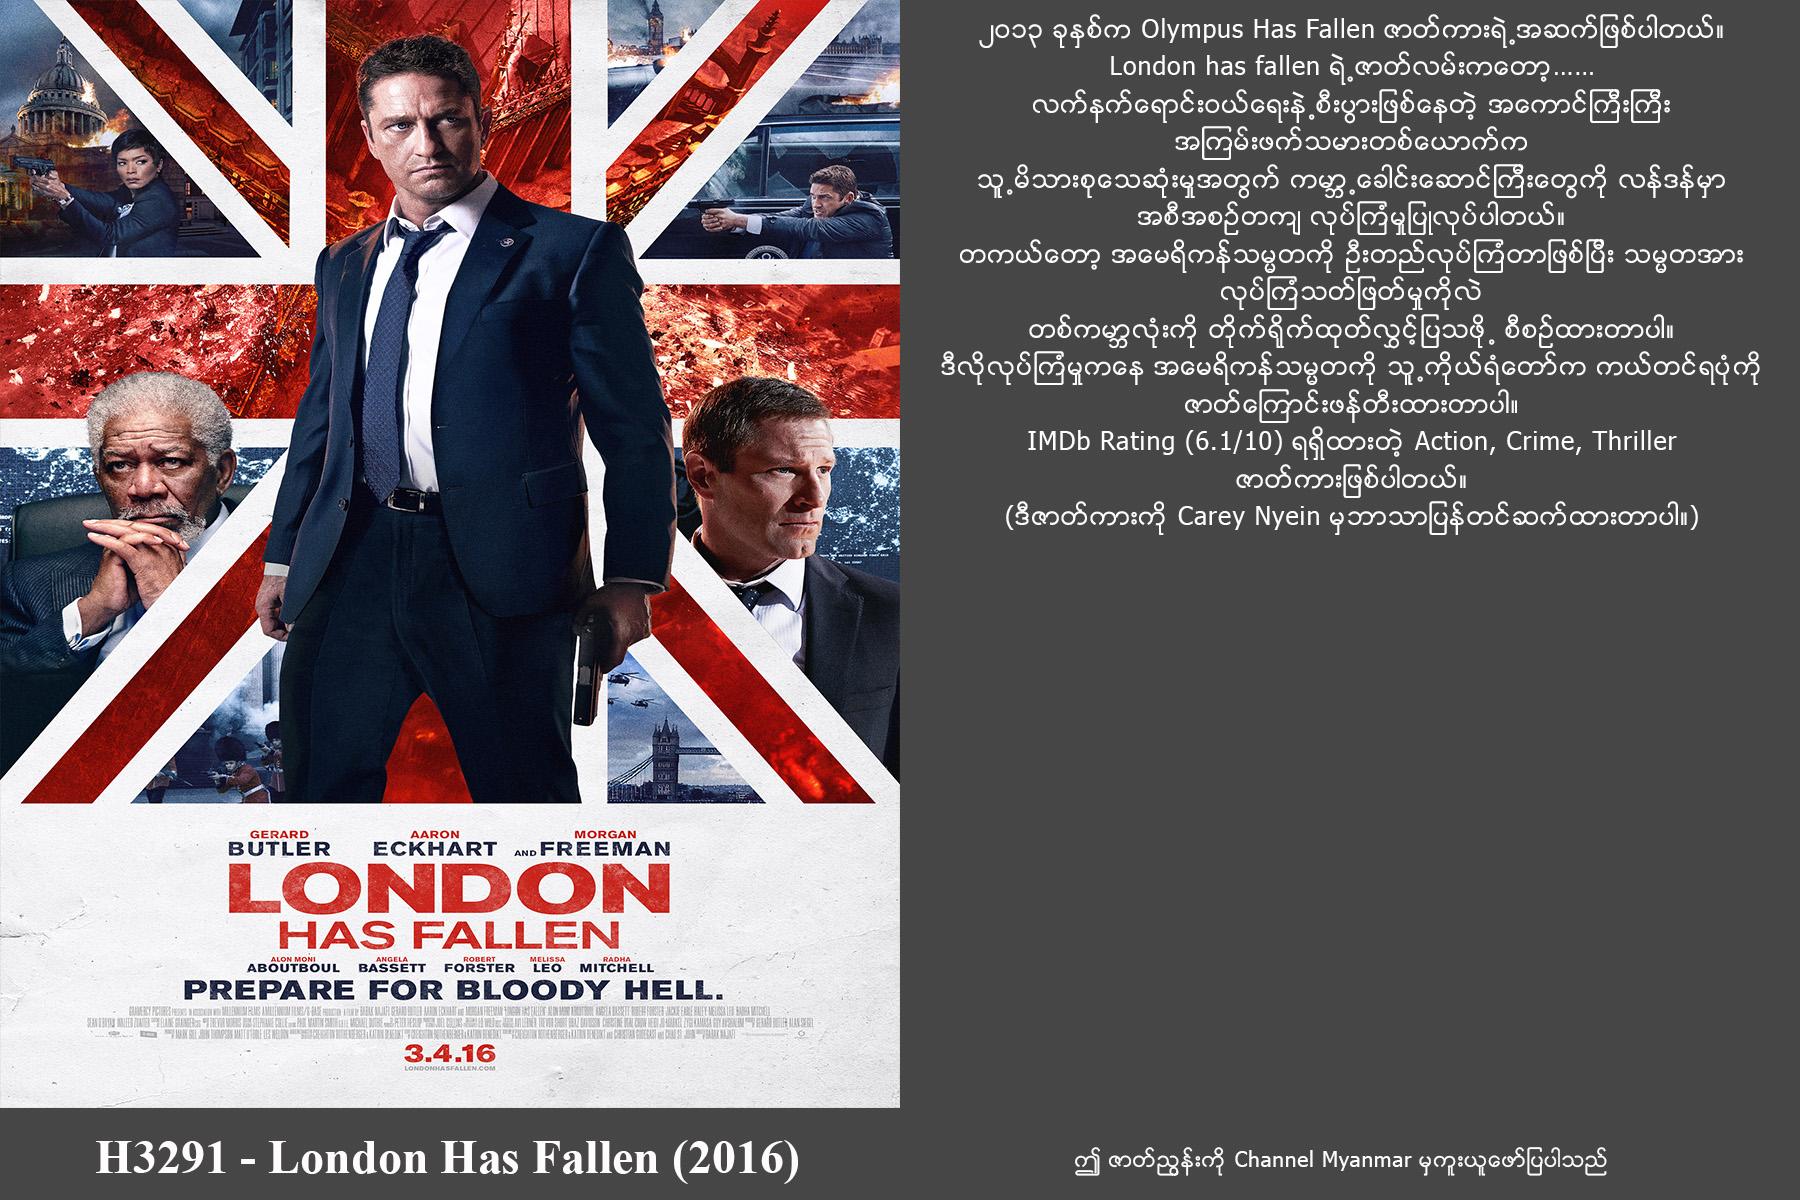 GERARD BUTLER
AARON ECKHART
AND MORGAN FREEMAN
LONDON
HAS FALLEN
ALON MONI ABOUTBOUL
ANGELA BASSETT
ROBERT FORSTER
MELISSA LEO
RADHA MITCHELL
PREPARE FOR BLOODY HELL.
3.4.16
LONDONHASFALLEN.COM
H3291 - London Has Fallen (2016)
၂၀၁၃ ခုနှစ်က Olympus Has Fallen ဇာတ်ကားရဲ့အဆက်ဖြစ်ပါတယ်။
London has fallen ရဲ့ဇာတ်လမ်းကတော့......
လက်နက်ရောင်းဝယ်ရေးနဲ့စီးပွားဖြစ်နေတဲ့ အကောင်ကြီးကြီး
အကြမ်းဖက်သမားတစ်ယောက်က
သူ့မိသားစုသေဆုံးမှုအတွက် ကမ္ဘာ့ခေါင်းဆောင်ကြီးတွေကို လန်ဒန်မှာ
အစီအစဉ်တကျ လုပ်ကြံမှုပြုလုပ်ပါတယ်။
တကယ်တော့ အမေရိကန်သမ္မတကို ဦးတည်လုပ်ကြံတာဖြစ်ပြီး သမ္မတအား
လုပ်ကြံသတ်ဖြတ်မှုကိုလဲ
တစ်ကမ္ဘာလုံးကို တိုက်ရိုက်ထုတ်လွှင့်ပြသဖို့ စီစဉ်ထားတာပါ။
ဒီလိုလုပ်ကြံမှုကနေ အမေရိကန်သမ္မတကို သူ့ကိုယ်ရံတော်က ကယ်တင်ရပုံကို
ဇာတ်ကြောင်းဖန်တီးထားတာပါ။
IMDb Rating (6.1/10) ရရှိထားတဲ့ Action, Crime, Thriller
ဇာတ်ကားဖြစ်ပါတယ်။
(ဒီဇာတ်ကားကို Carey Nyein မှဘာသာပြန်တင်ဆက်ထားတာပါ။)
ဤ ဇာတ်ညွန်းကို Channel Myanmar မှကူးယူဖော်ပြပါသည်